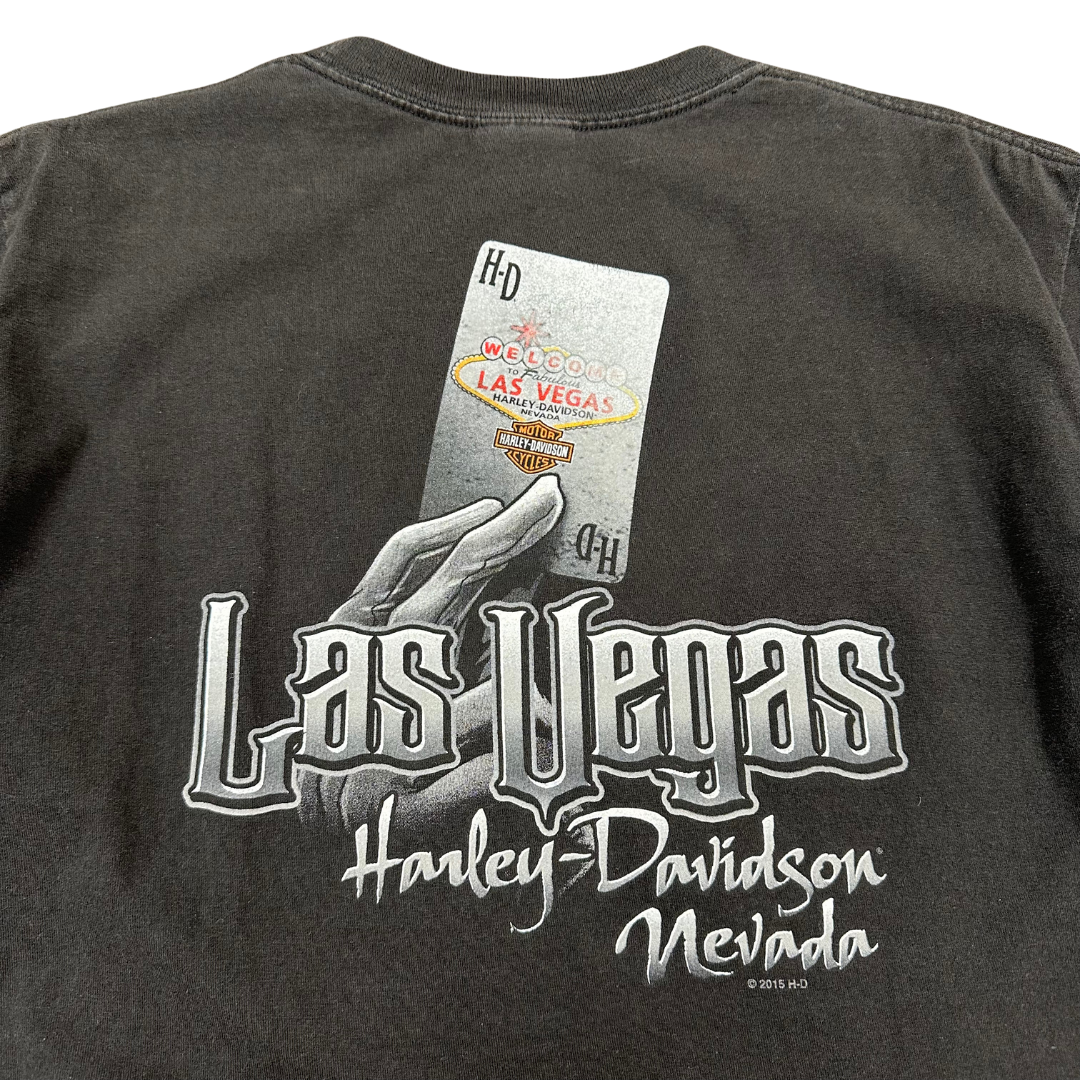 H-D
WELCOME
TO Fabulous
LAS VEGAS
HARLEY-DAVIDSON
NEVADA
MOTOR
HARLEY-DAVIDSON
CYCLES
H-D
Las Vegas
Harley-Davidson®
Nevada
© 2015 H-D